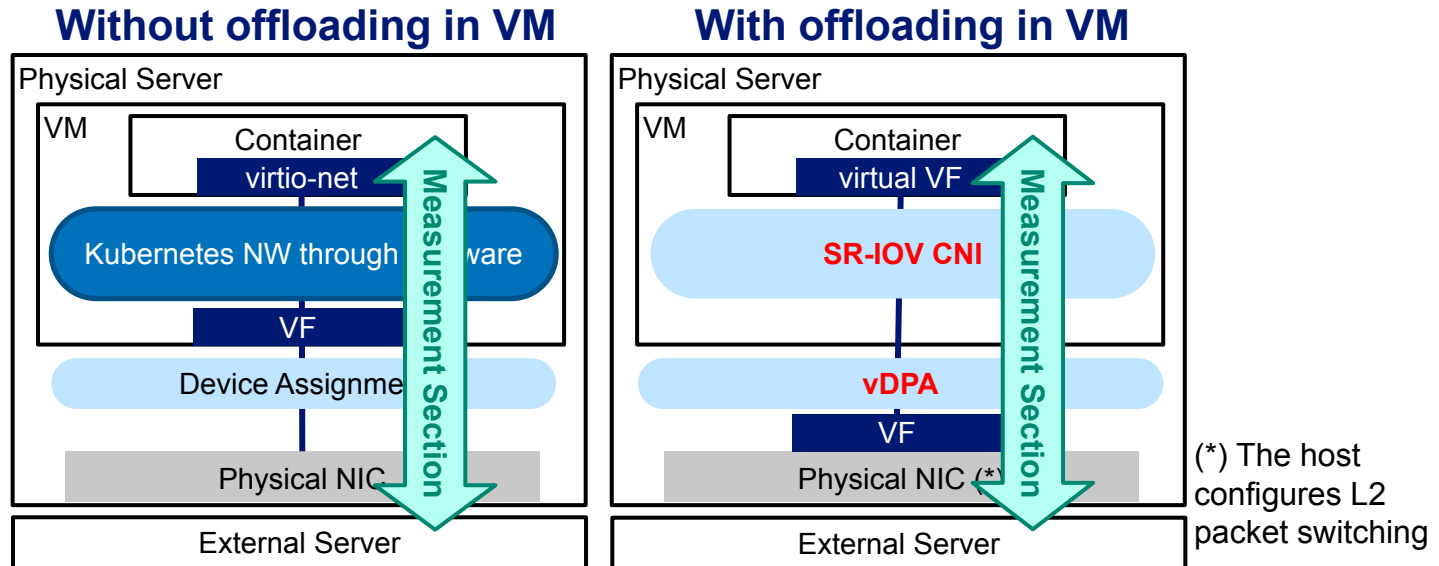 Without offloading in VM
Physical Server
VM
Container
virtio-net
Kubernetes NW through ware
VF
Device Assignme
Physical NIC
External Server
Measurement Section
With offloading in VM
Physical Server
VM
Container
virtual VF
SR-IOV CNI
vDPA
VF
Physical NIC (*)
External Server
Measurement Section
(*) The host
configures L2
packet switching